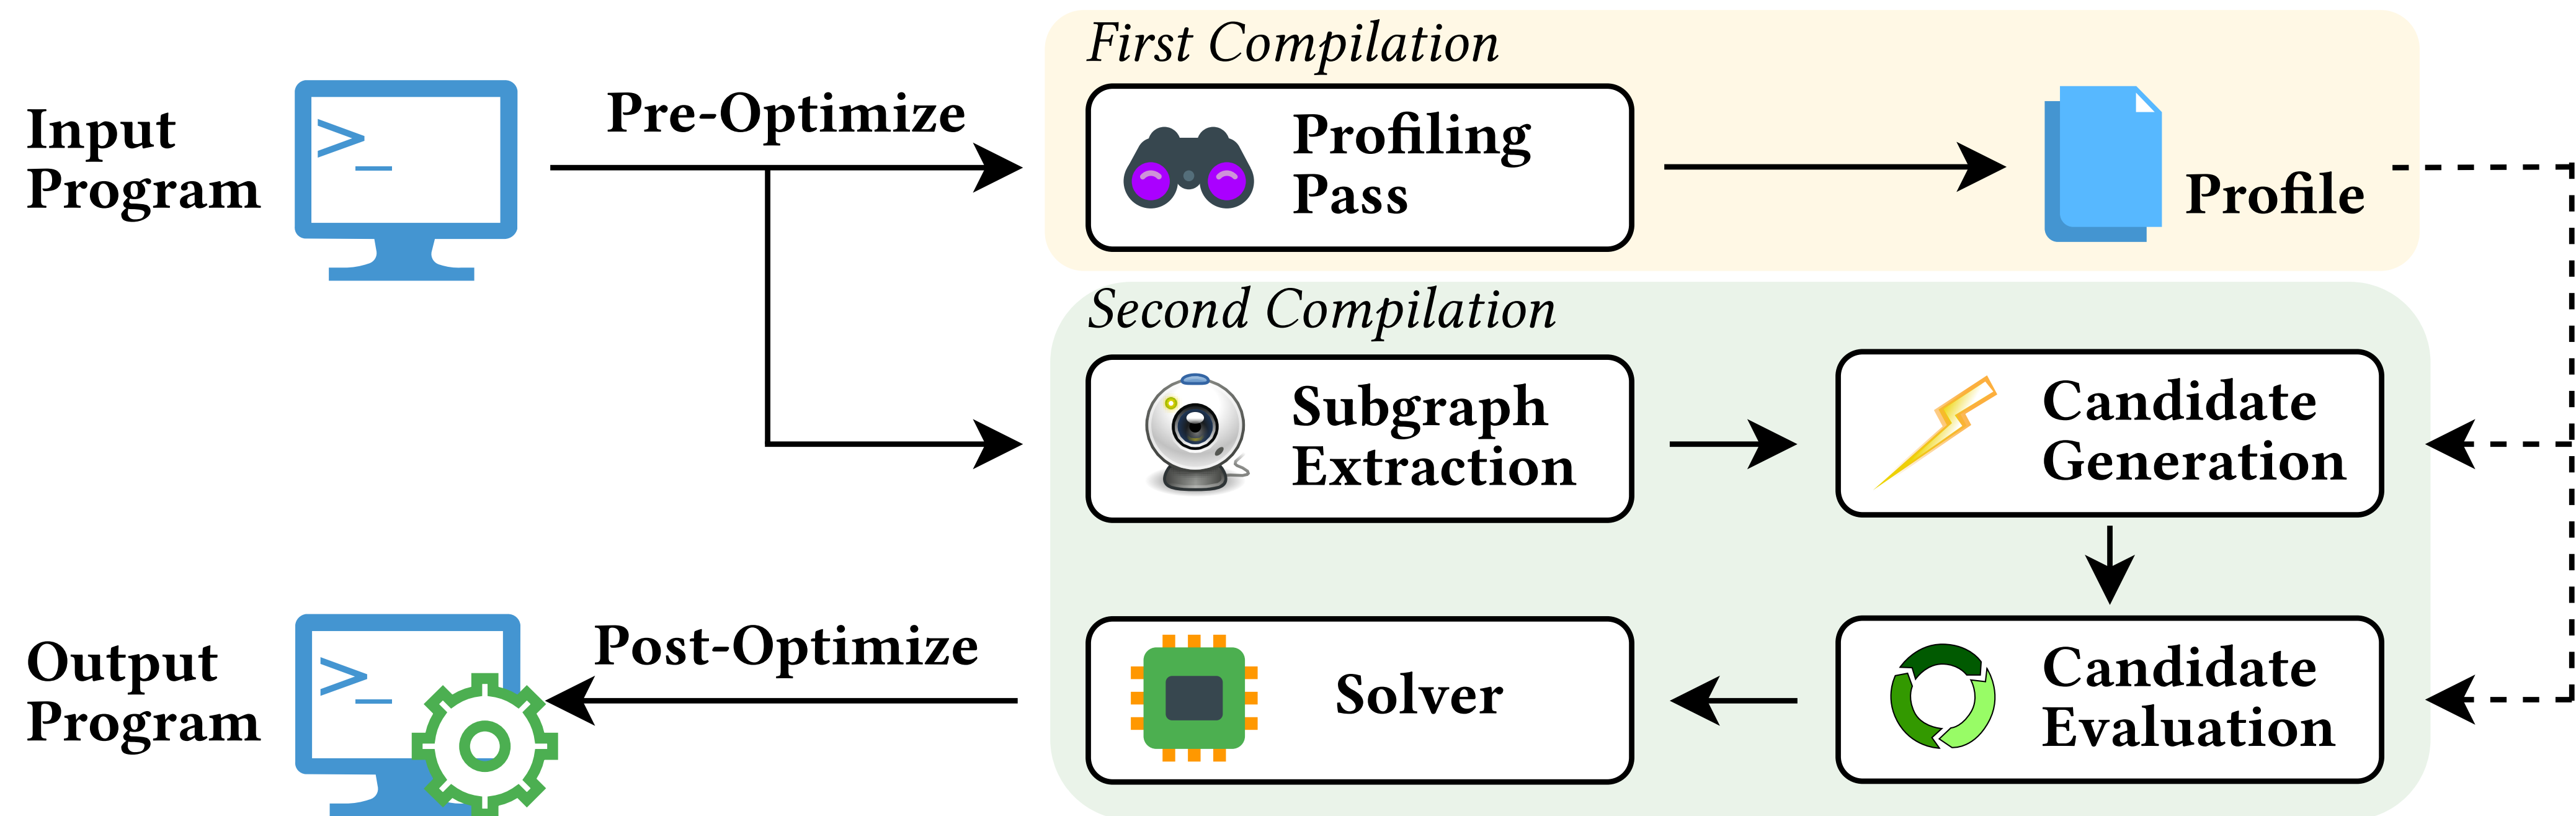 First Compilation
Input
Program
>_
Pre-Optimize
Profiling
Pass
Profile
Second Compilation
Subgraph
Extraction
Candidate
Generation
Output
Program
>_
Post-Optimize
Solver
Candidate
Evaluation